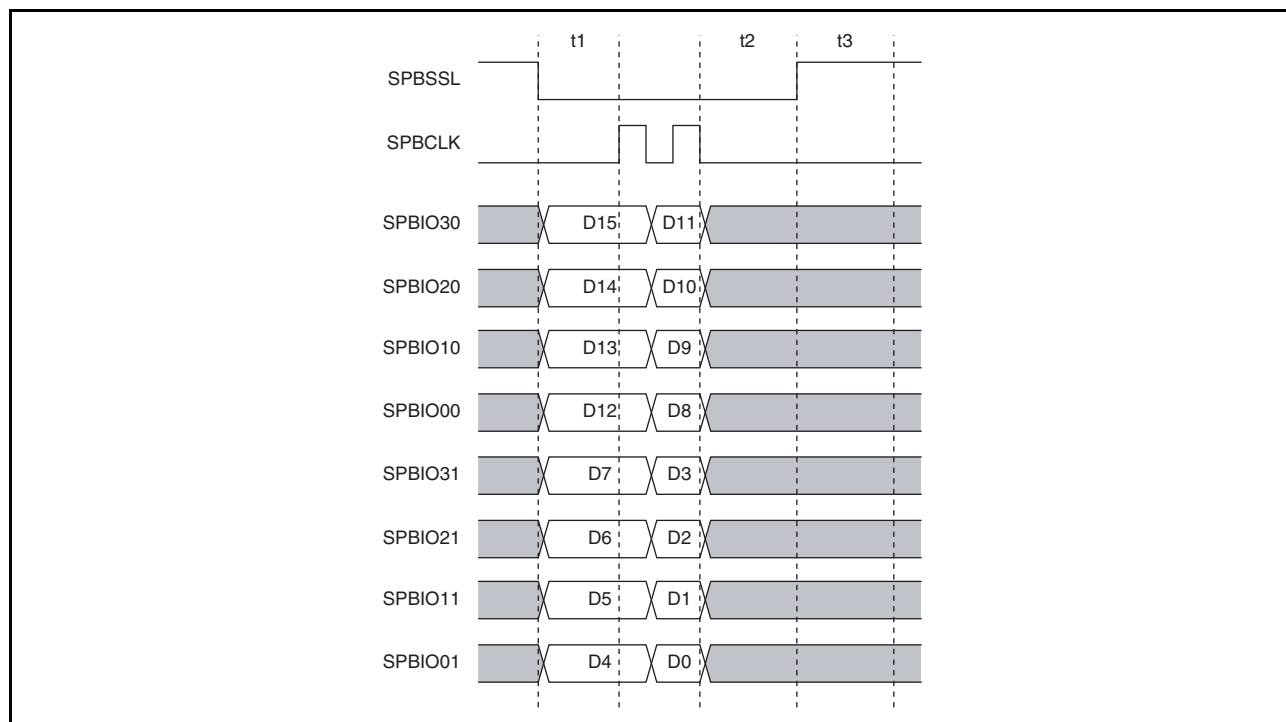 t1 t2 t3
SPBSSL
SPBCLK
SPBIO30 D15 D11
SPBIO20 D14 D10
SPBIO10 D13 D9
SPBIO00 D12 D8
SPBIO31 D7 D3
SPBIO21 D6 D2
SPBIO11 D5 D1
SPBIO01 D4 D0